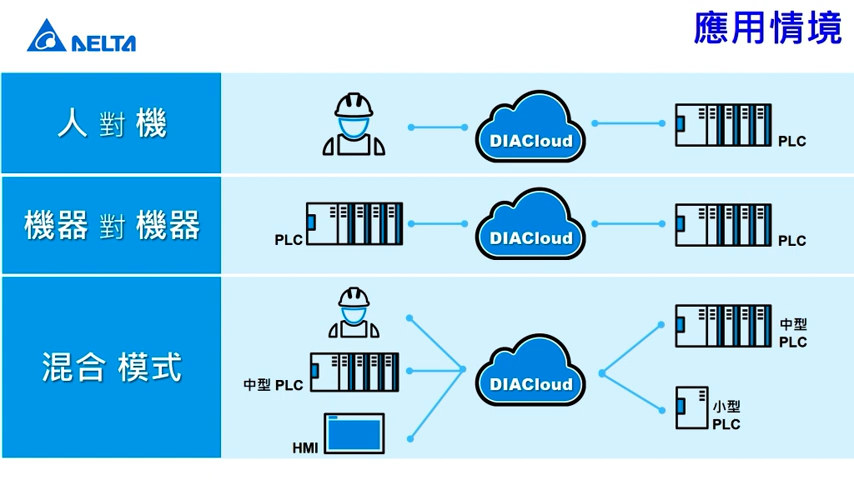 DELTA
應用情境
人 對 機
DIACloud
PLC
機器 對 機器
PLC
DIACloud
PLC
混合 模式
中型 PLC
HMI
DIACloud
中型
PLC
小型
PLC